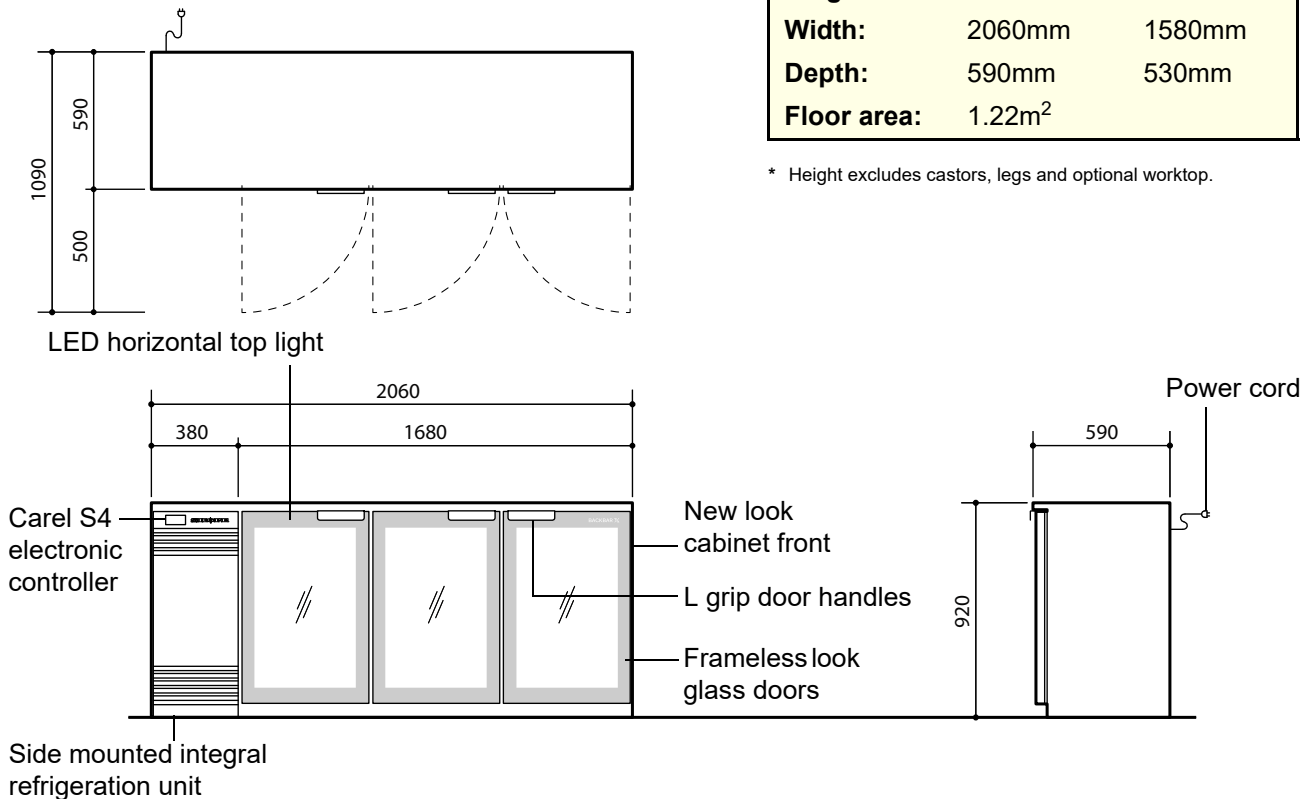 Width: 2060mm 1580mm
Depth: 590mm 530mm
Floor area: 1.22m²
* Height excludes castors, legs and optional worktop.
590
1090
500
LED horizontal top light
2060
380 1680
Carel S4
electronic
controller
New look
cabinet front
L grip door handles
Frameless look
glass doors
Side mounted integral
refrigeration unit
Power cord
590
920